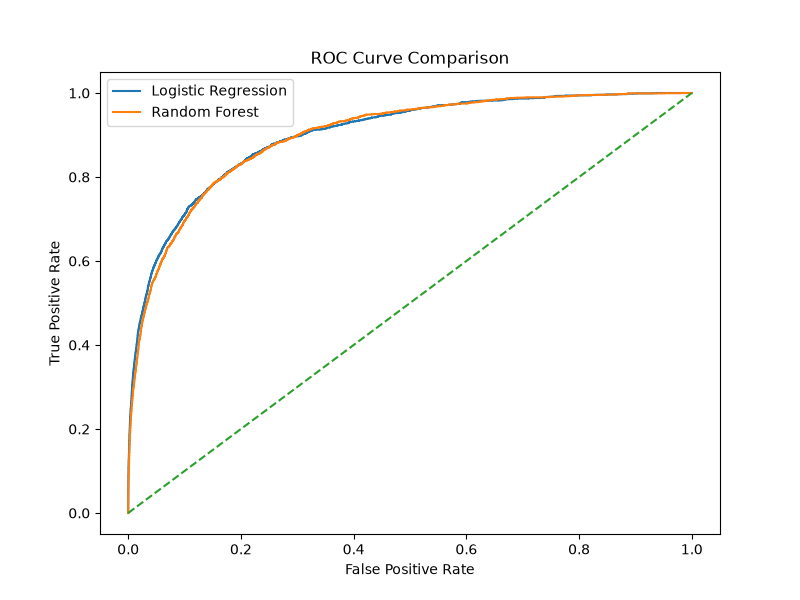 ROC Curve Comparison
Logistic Regression
Random Forest
True Positive Rate
1.0
0.8
0.6
0.4
0.2
0.0
0.0 0.2 0.4 0.6 0.8 1.0
False Positive Rate